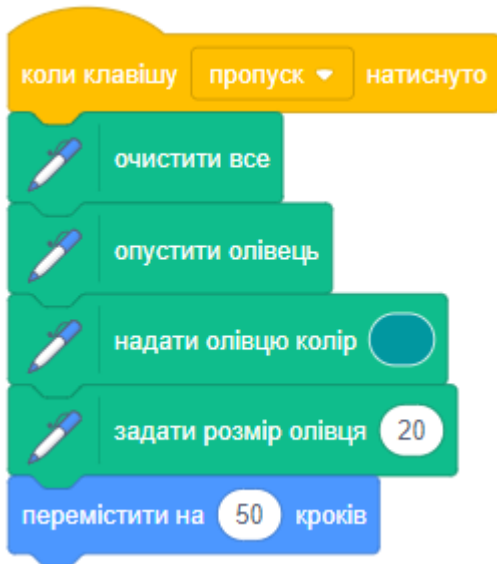 коли клавішу пропуск натиснуто
очистити все
опустити олівець
надати олівцю колір
задати розмір олівця 20
перемістити на 50 кроків